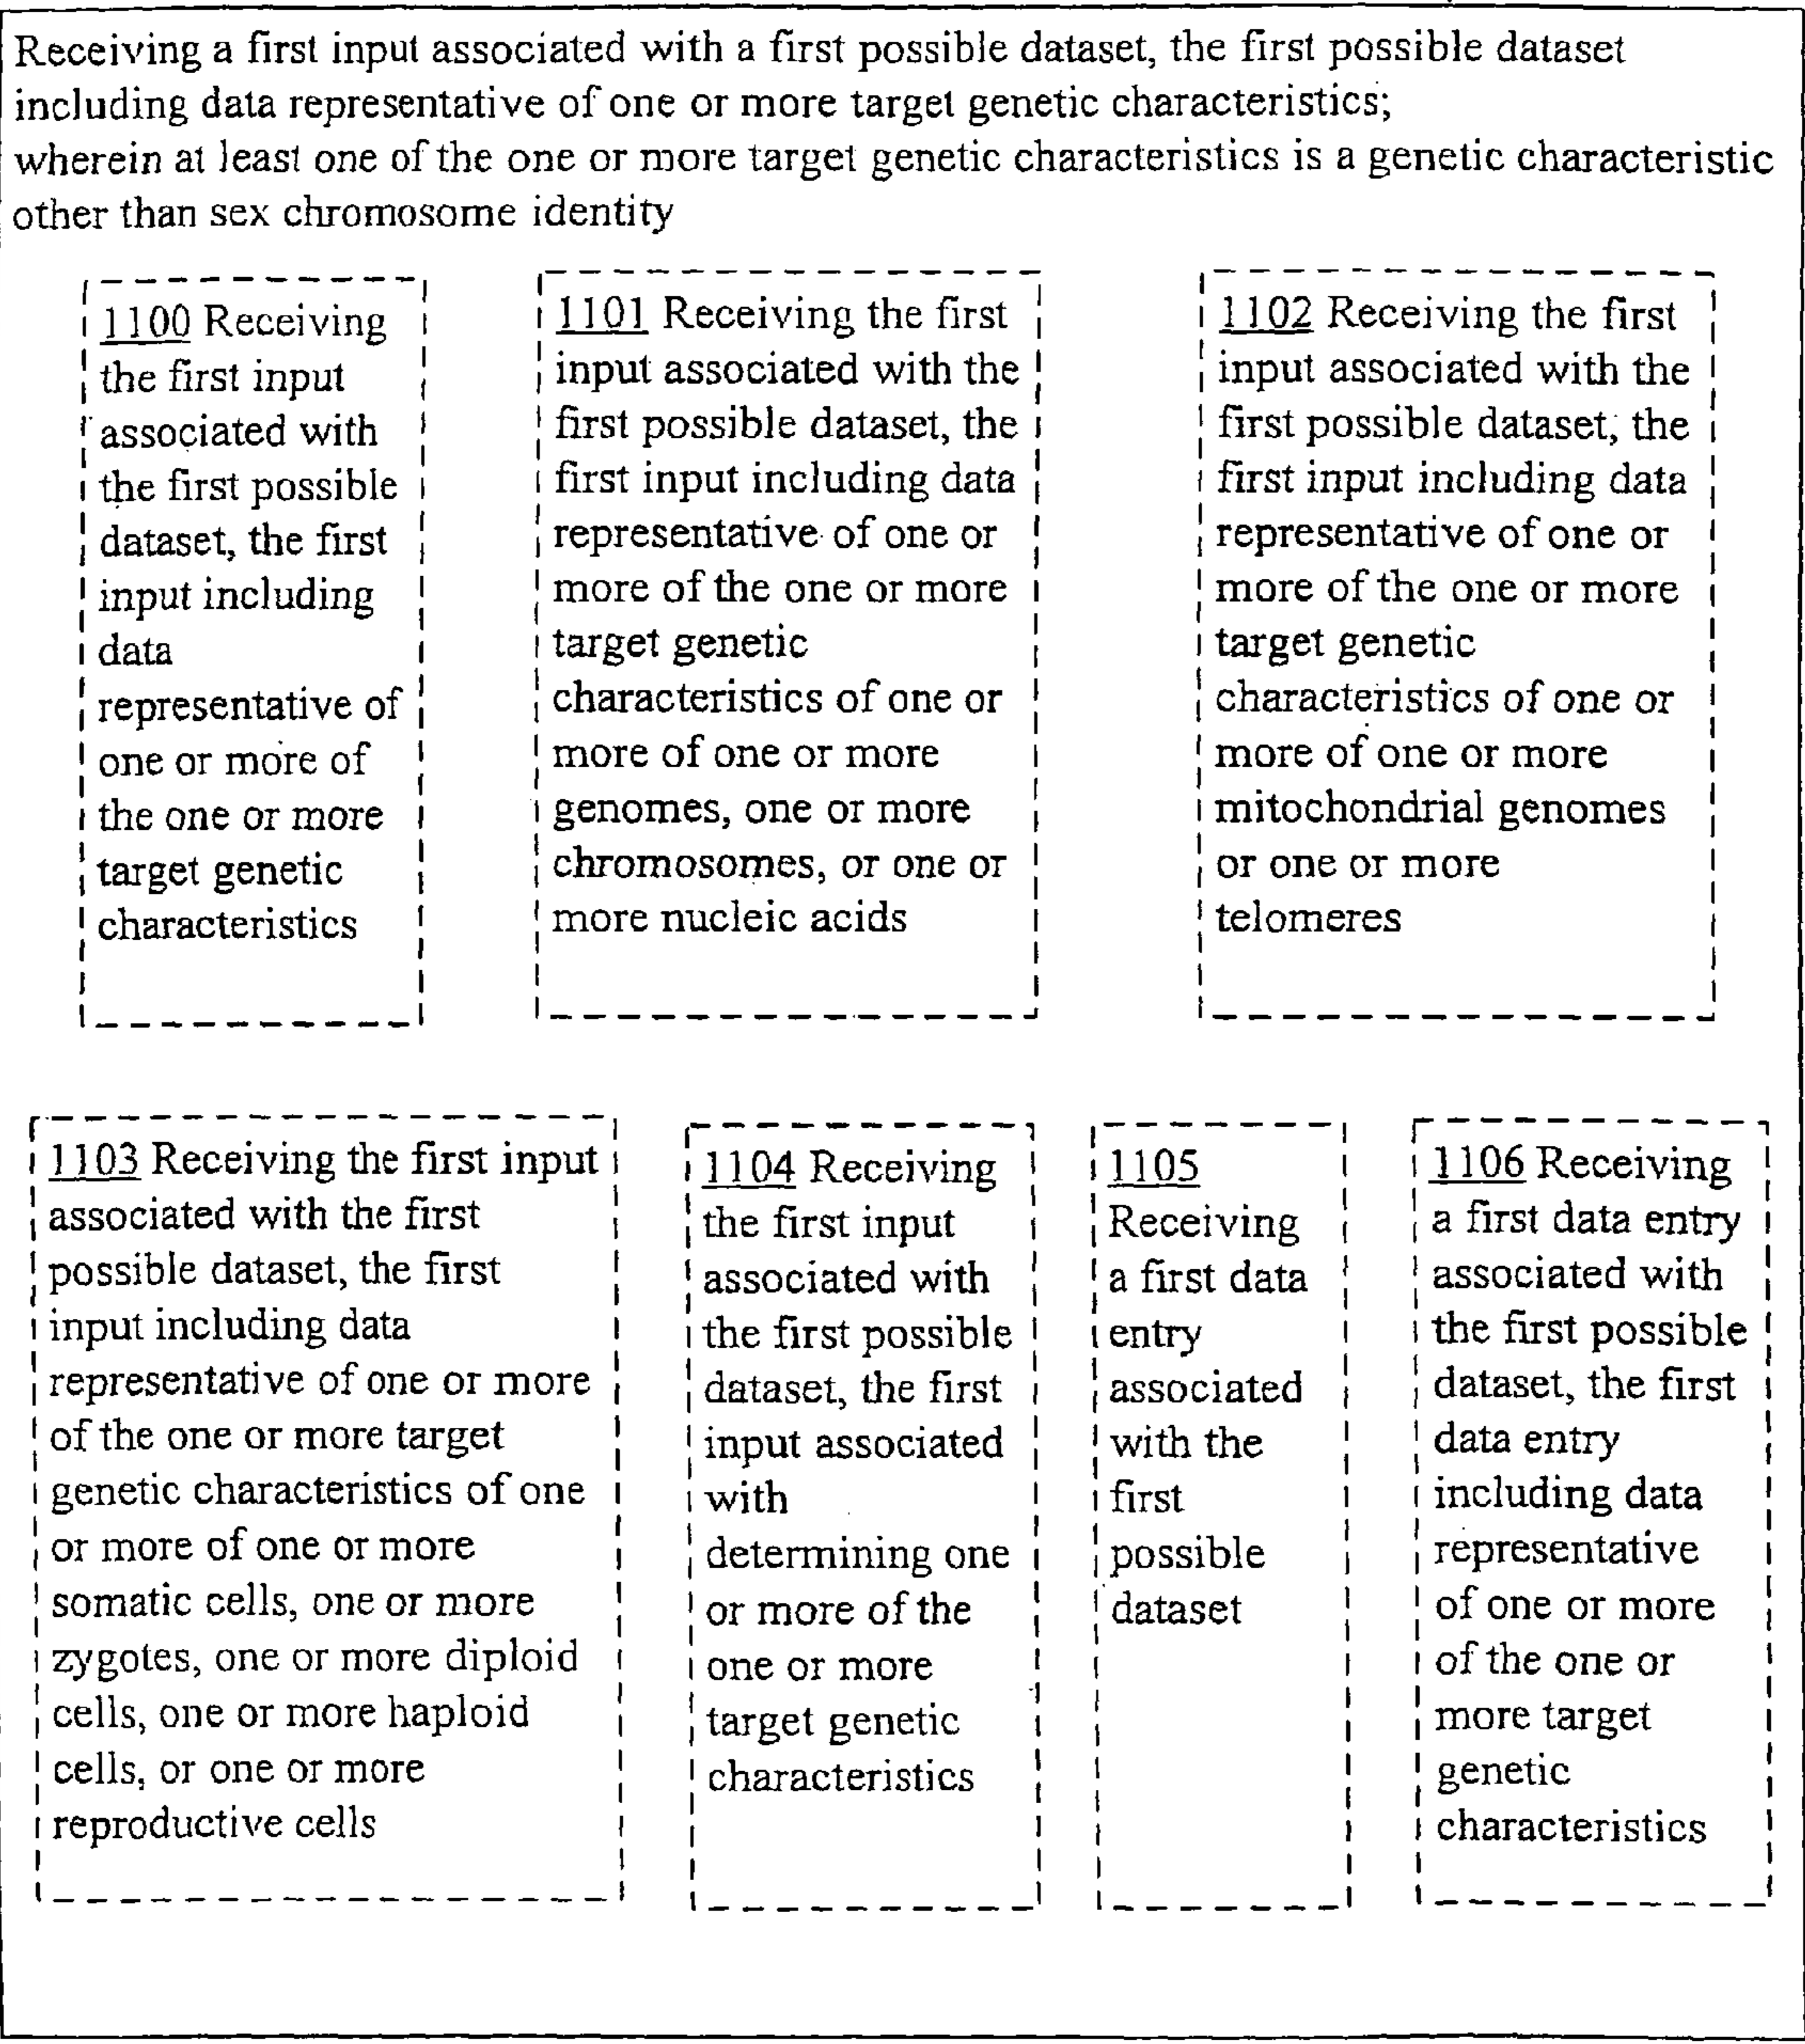 Receiving a first input associated with a first possible dataset, the first possible dataset
including data representative of one or more target genetic characteristics;
wherein at least one of the one or more target genetic characteristics is a genetic characteristic
other than sex chromosome identity
1100 Receiving
the first input
associated with
the first possible
dataset, the first
input including
data
representative of
one or more of
the one or more
target genetic
characteristics
1101 Receiving the first
input associated with the
first possible dataset, the
first input including data
representative of one or
more of the one or more
target genetic
characteristics of one or
more of one or more
genomes, one or more
chromosomes, or one or
more nucleic acids
1102 Receiving the first
input associated with the
first possible dataset, the
first input including data
representative of one or
more of the one or more
target genetic
characteristics of one or
more of one or more
mitochondrial genomes
or one or more
telomeres
1103 Receiving the first input
associated with the first
possible dataset, the first
input including data
representative of one or more
of the one or more target
genetic characteristics of one
or more of one or more
somatic cells, one or more
zygotes, one or more diploid
cells, one or more haploid
cells, or one or more
reproductive cells
1104 Receiving
the first input
associated with
the first possible
dataset, the first
input associated
with
determining one
or more of the
one or more
target genetic
characteristics
1105
Receiving
a first data
entry
associated
with the
first
possible
dataset
1106 Receiving
a first data entry
associated with
the first possible
dataset, the first
data entry
including data
representative
of one or more
of the one or
more target
genetic
characteristics